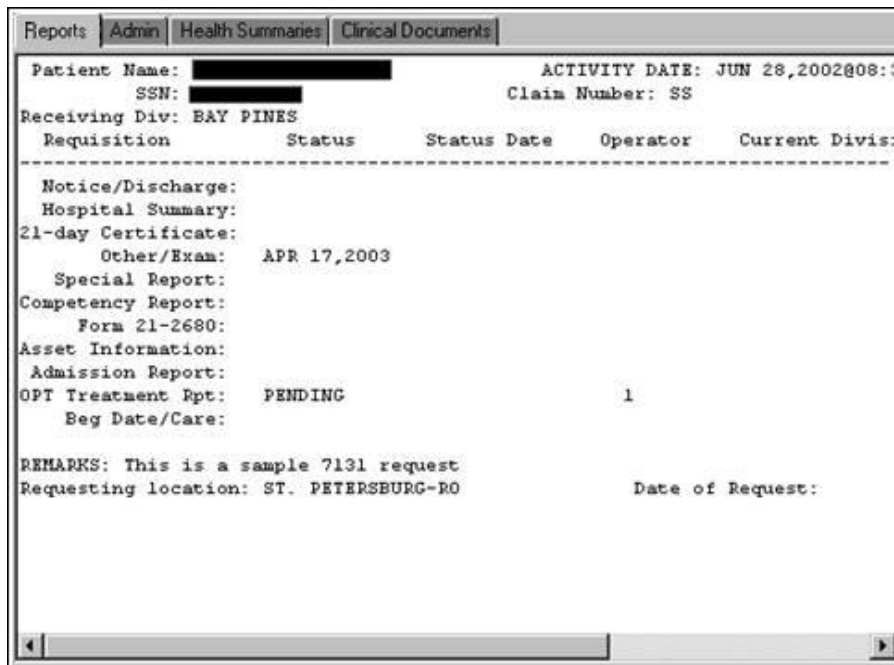 Reports Admin Health Summaries Clinical Documents
Patient Name: ACTIVITY DATE: JUN 28,2002@08:
SSN: Claim Number: SS
Receiving Div: BAY PINES
Requisition Status Status Date Operator Current Divis
--------------------------------------------------------------------------------
Notice/Discharge:
Hospital Summary:
21-day Certificate:
Other/Exam: APR 17,2003
Special Report:
Competency Report:
Form 21-2680:
Asset Information:
Admission Report:
OPT Treatment Rpt: PENDING 1
Beg Date/Care:
REMARKS: This is a sample 7131 request
Requesting location: ST. PETERSBURG-RO Date of Request: